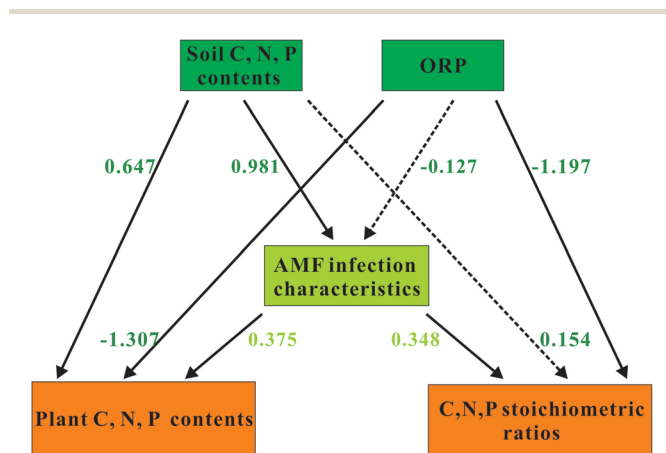 Soil C, N, P
contents
ORP
0.647
0.981
-0.127
-1.197
AMF infection
characteristics
-1.307
0.375
0.348
0.154
Plant C, N, P contents
C,N,P stoichiometric
ratios